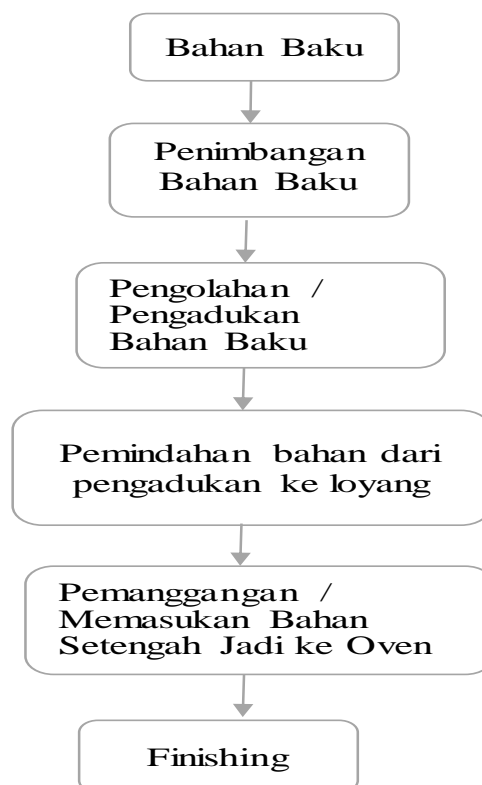 Bahan Baku
Penimbangan
Bahan Baku
Pengolahan /
Pengadukan
Bahan Baku
Pemindahan bahan dari
pengadukan ke loyang
Pemanggangan /
Memasukan Bahan
Setengah Jadi ke Oven
Finishing